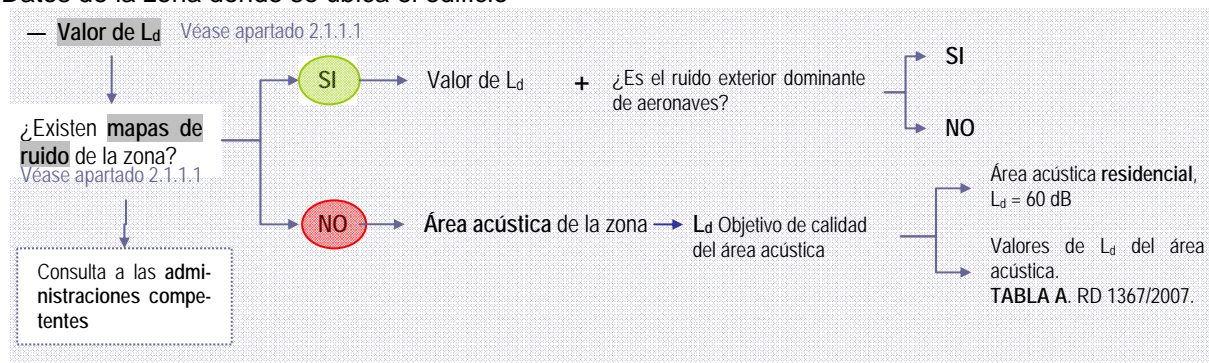 Datos de la zona donde se ubica el edificio
— Valor de Ld Véase apartado 2.1.1.1
¿Existen mapas de
ruido de la zona?
Véase apartado 2.1.1.1
Consulta a las admi-
nistraciones compe-
tentes
SI
Valor de Ld
+
¿Es el ruido exterior dominante
de aeronaves?
SI
NO
NO
Área acústica de la zona
Ld Objetivo de calidad
del área acústica
Área acústica residencial,
Ld = 60 dB
Valores de Ld del área
acústica.
TABLA A. RD 1367/2007.